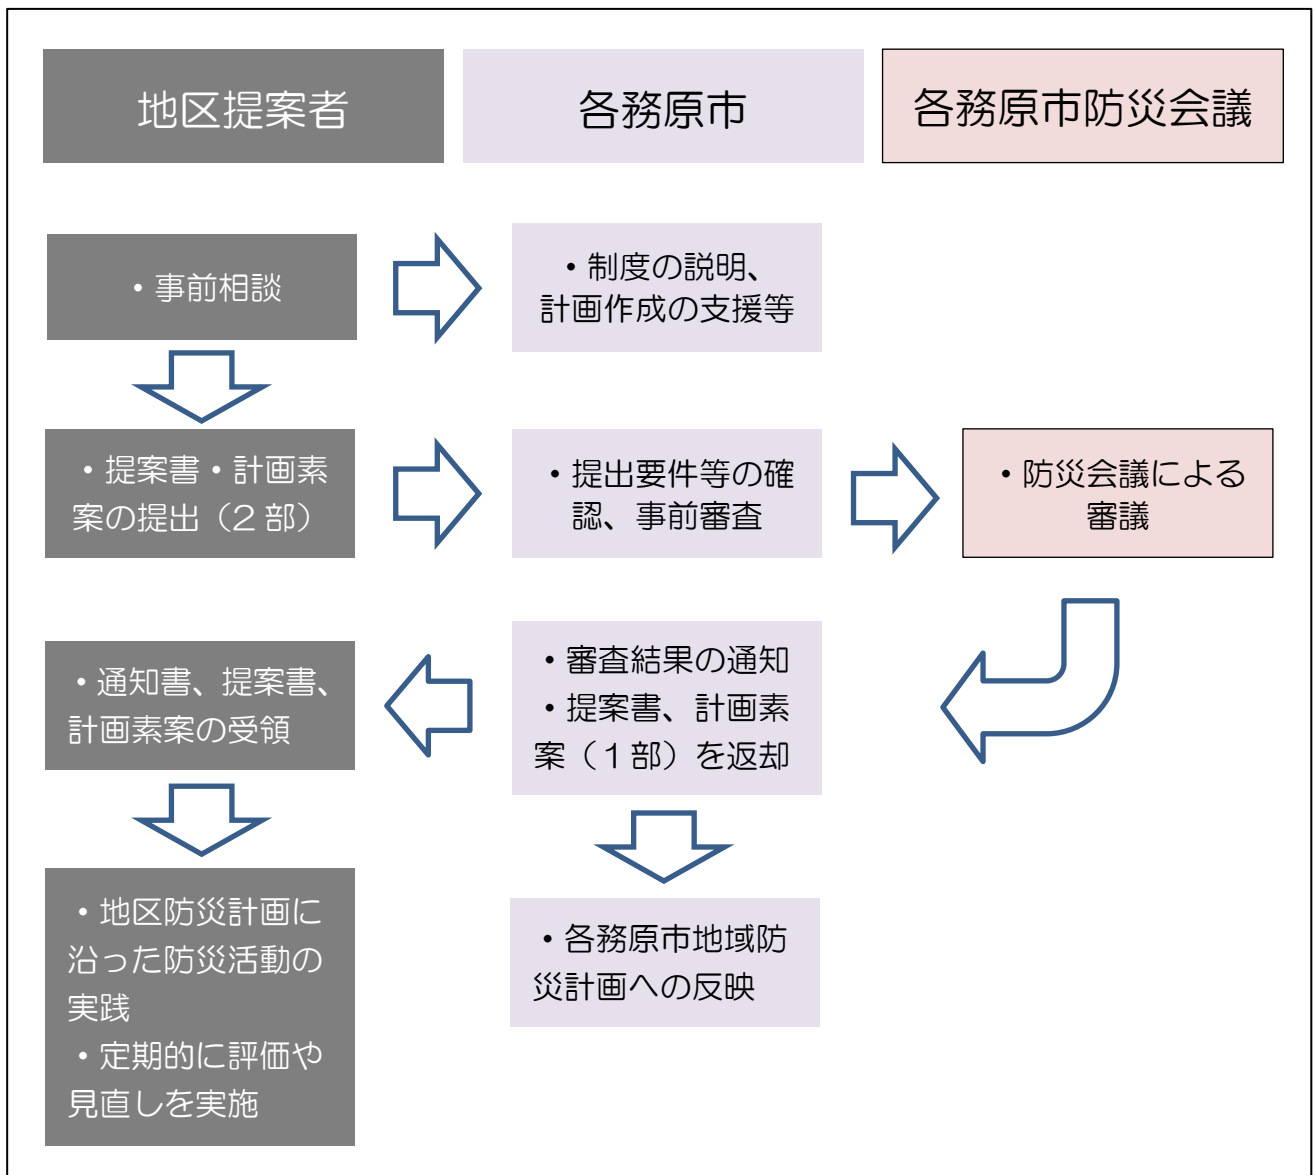 地区提案者
各務原市
各務原市防災会議
・事前相談
・制度の説明、
計画作成の支援等
・提案書・計画素
案の提出（2 部）
・提出要件等の確
認、事前審査
・防災会議による
審議
・通知書、提案書、
計画素案の受領
・審査結果の通知
・提案書、計画素
案（1 部）を返却
・地区防災計画に
沿った防災活動の
実践
・定期的に評価や
見直しを実施
・各務原市地域防
災計画への反映